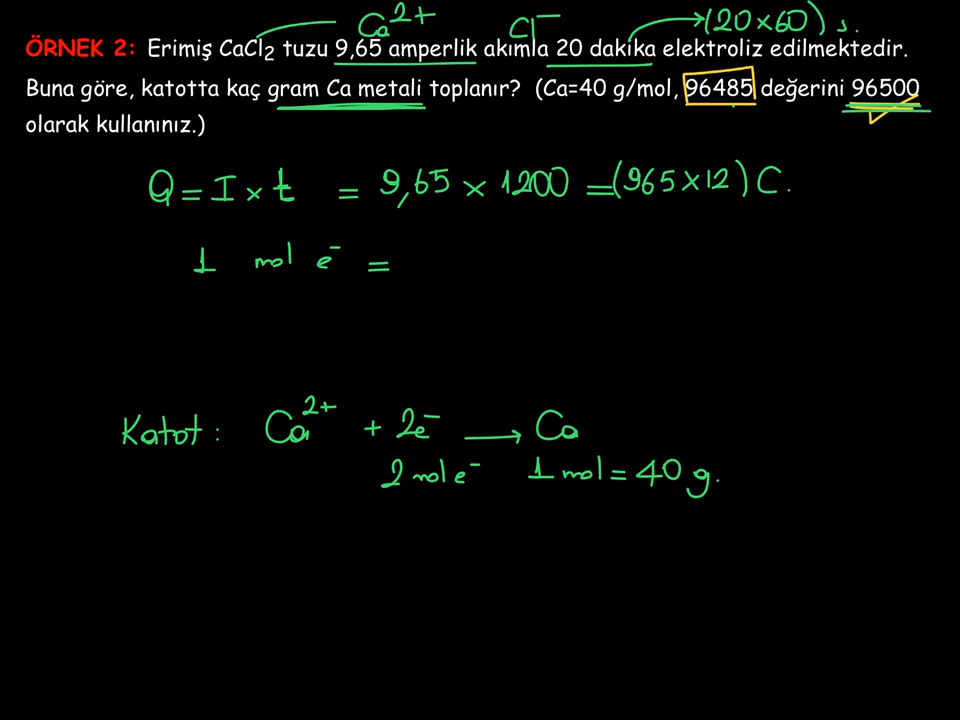 Ca2+ Cl− (20×60) s.
ÖRNEK 2: Erimiş CaCl2 tuzu 9,65 amperlik akımla 20 dakika elektroliz edilmektedir.
Buna göre, katotta kaç gram Ca metali toplanır? (Ca=40 g/mol, 96485 değerini 96500
olarak kullanınız.)
Q = I × t = 9,65 × 1200 = (965×12) C.
1 mol e− =
Katot: Ca2+ + 2e− → Ca
2 mol e− 1 mol = 40 g.